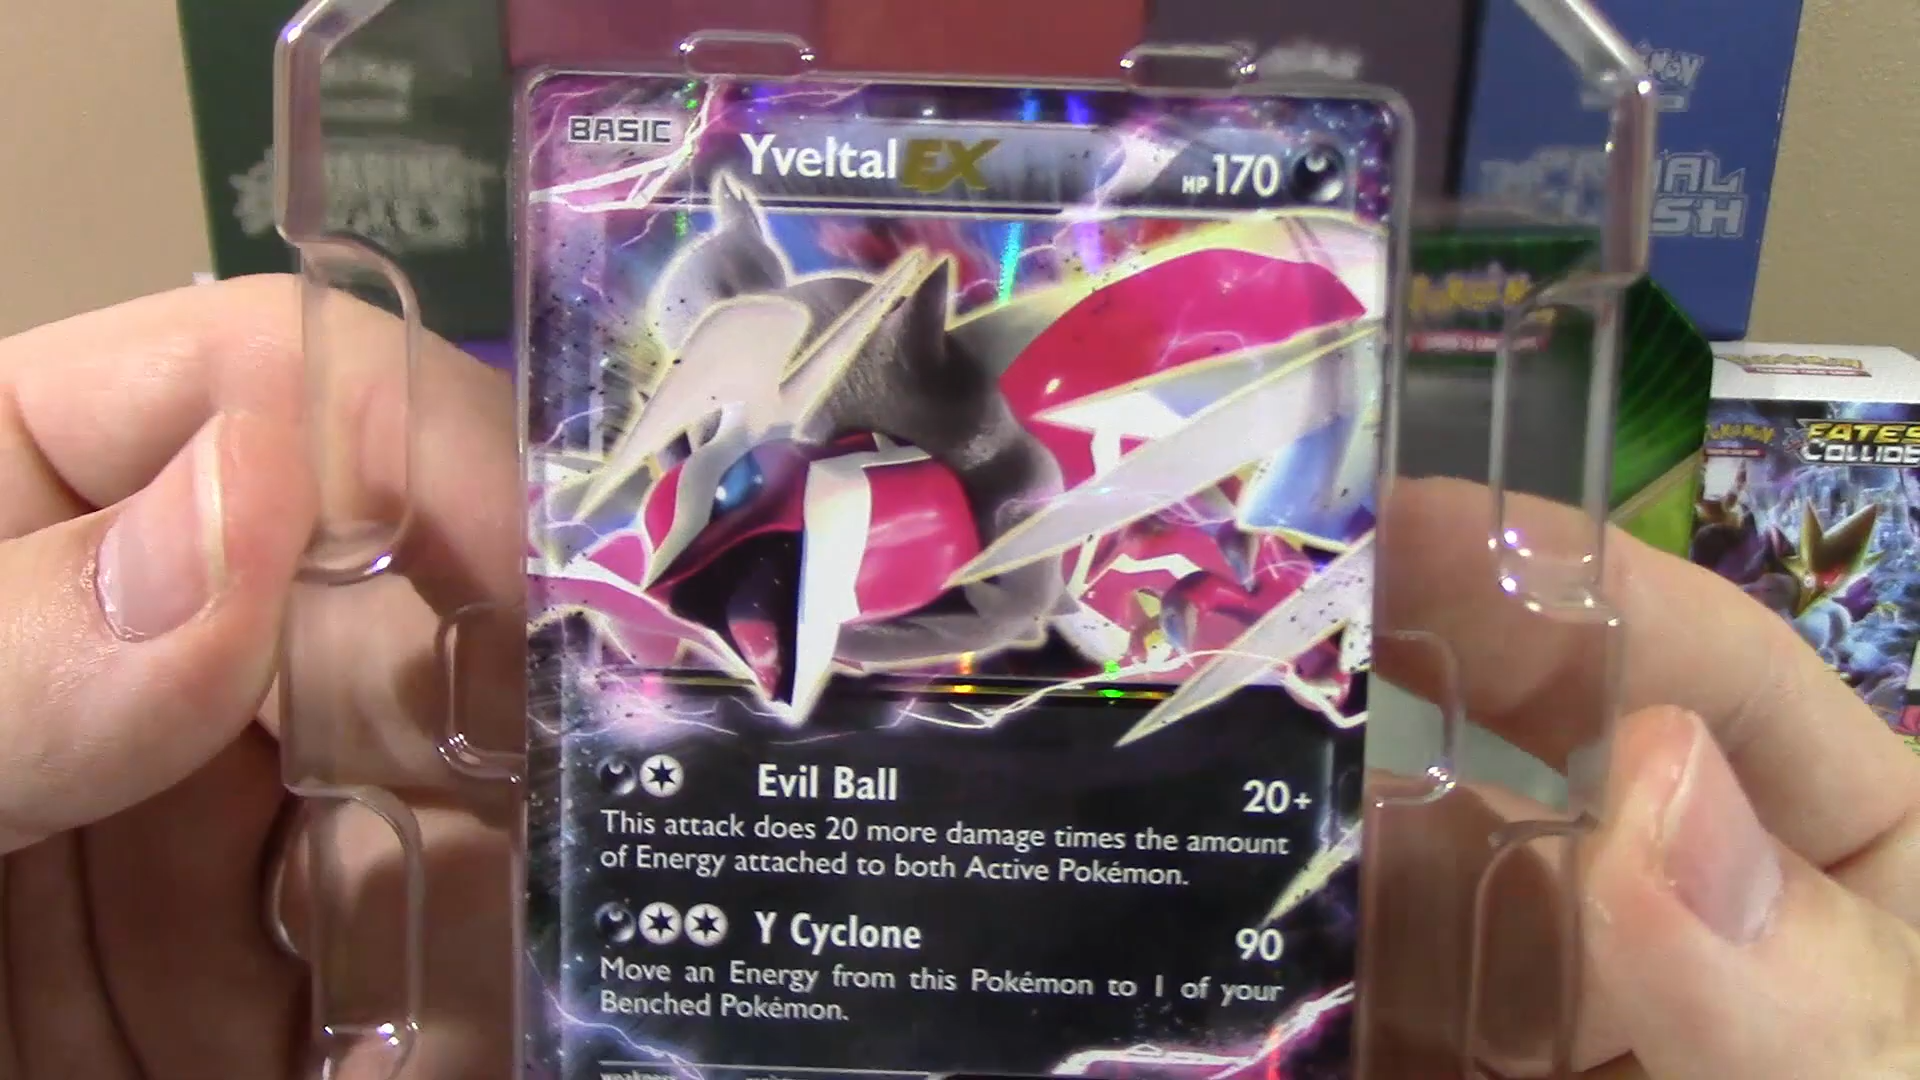 BASIC
Yveltal EX
HP 170
Evil Ball
20+
This attack does 20 more damage times the amount
of Energy attached to both Active Pokémon.
Y Cyclone
90
Move an Energy from this Pokémon to 1 of your
Benched Pokémon.
weakness
POKÉMON
FATES
COLLIDE